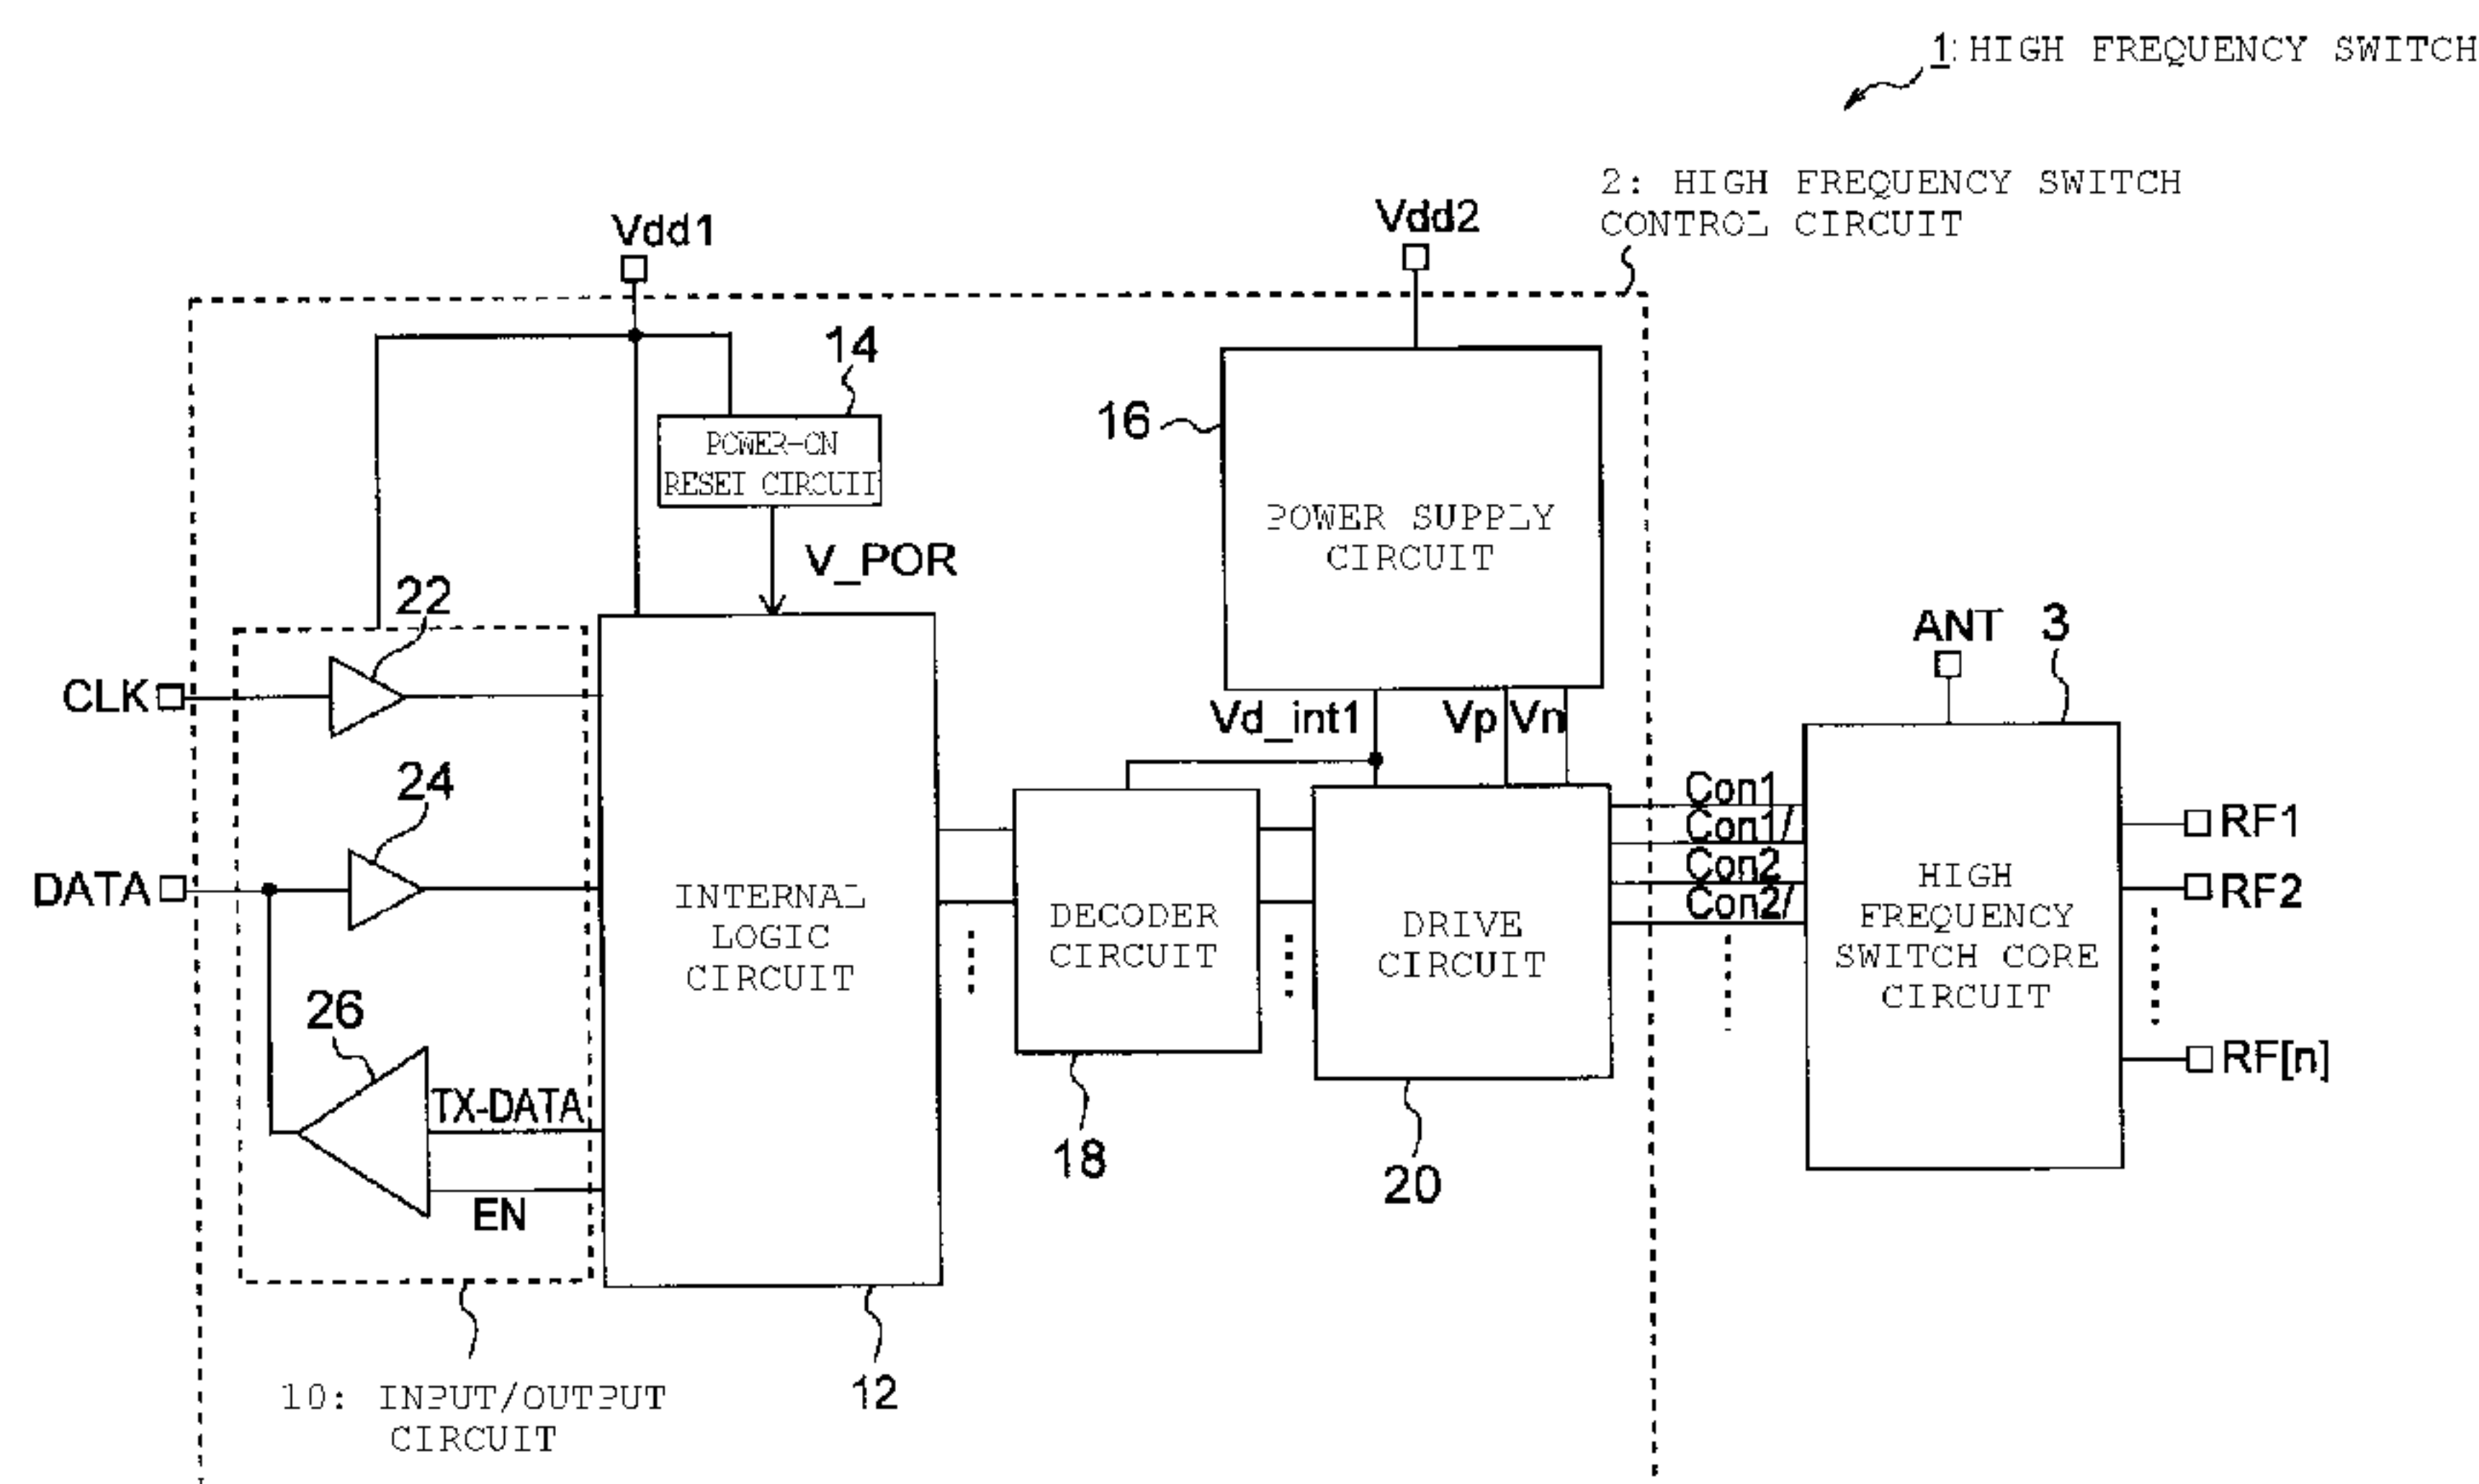 1: HIGH FREQUENCY SWITCH
2: HIGH FREQUENCY SWITCH
CONTROL CIRCUIT
Vdd1
Vdd2
14
POWER-ON
RESET CIRCUIT
16
POWER SUPPLY
CIRCUIT
V_POR
22
CLK
ANT
3
Vd_int1
Vp
Vn
24
DATA
Con1
Con1/
Con2
Con2/
RF1
RF2
RF[n]
INTERNAL
LOGIC
CIRCUIT
DECODER
CIRCUIT
DRIVE
CIRCUIT
HIGH
FREQUENCY
SWITCH CORE
CIRCUIT
26
TX-DATA
EN
18
20
12
10: INPUT/OUTPUT
CIRCUIT